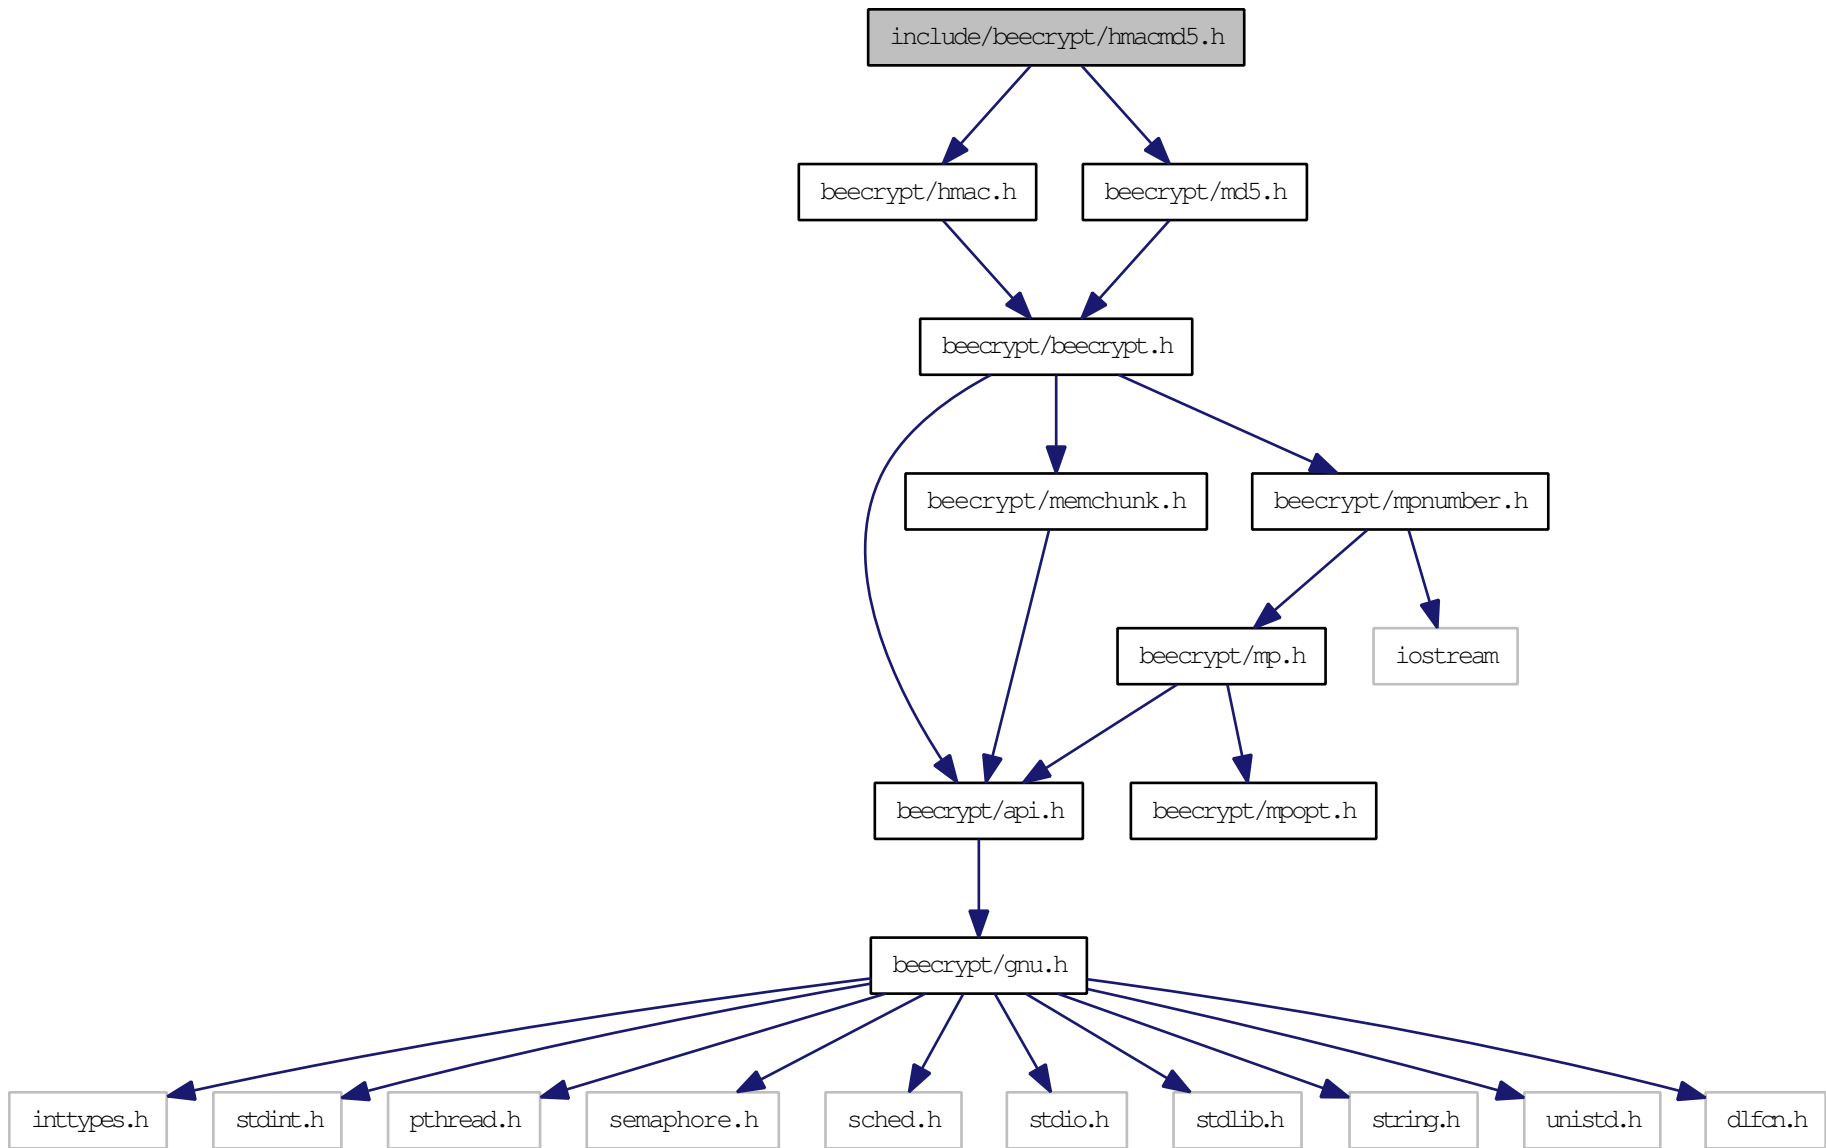 include/beecrypt/hmacmd5.h
beecrypt/hmac.h
beecrypt/md5.h
beecrypt/beecrypt.h
beecrypt/memchunk.h
beecrypt/mpnumber.h
beecrypt/mp.h
iostream
beecrypt/api.h
beecrypt/mpopt.h
beecrypt/gnu.h
inttypes.h
stdint.h
pthread.h
semaphore.h
sched.h
stdio.h
stdlib.h
string.h
unistd.h
dlfcn.h